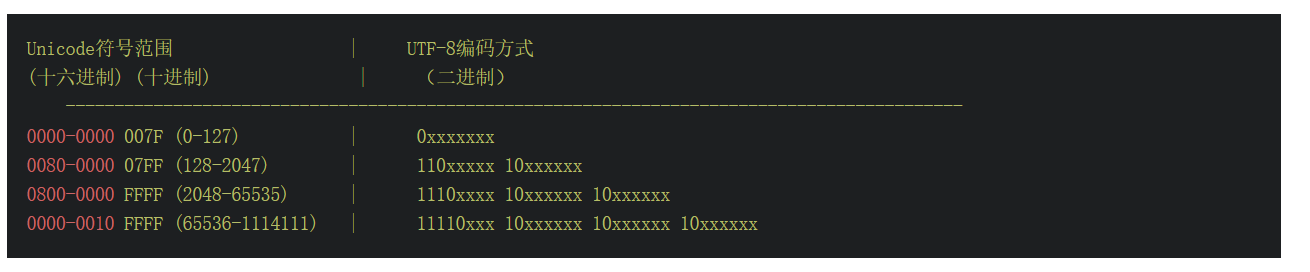 Unicode符号范围 | UTF-8编码方式
(十六进制) (十进制) | （二进制）
--------------------------------------------------------------------------------------------
0000-0000 007F (0-127) | 0xxxxxxx
0080-0000 07FF (128-2047) | 110xxxxx 10xxxxxx
0800-0000 FFFF (2048-65535) | 1110xxxx 10xxxxxx 10xxxxxx
0000-0010 FFFF (65536-1114111) | 11110xxx 10xxxxxx 10xxxxxx 10xxxxxx